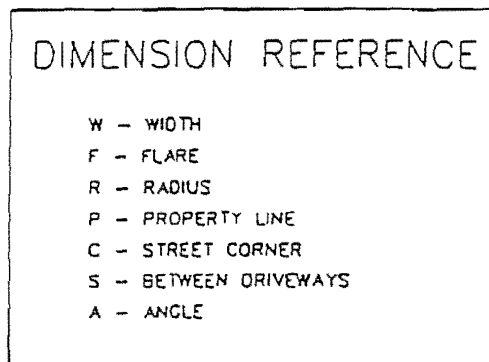 DIMENSION REFERENCE
W – WIDTH
F – FLARE
R – RADIUS
P – PROPERTY LINE
C – STREET CORNER
S – BETWEEN DRIVEWAYS
A – ANGLE